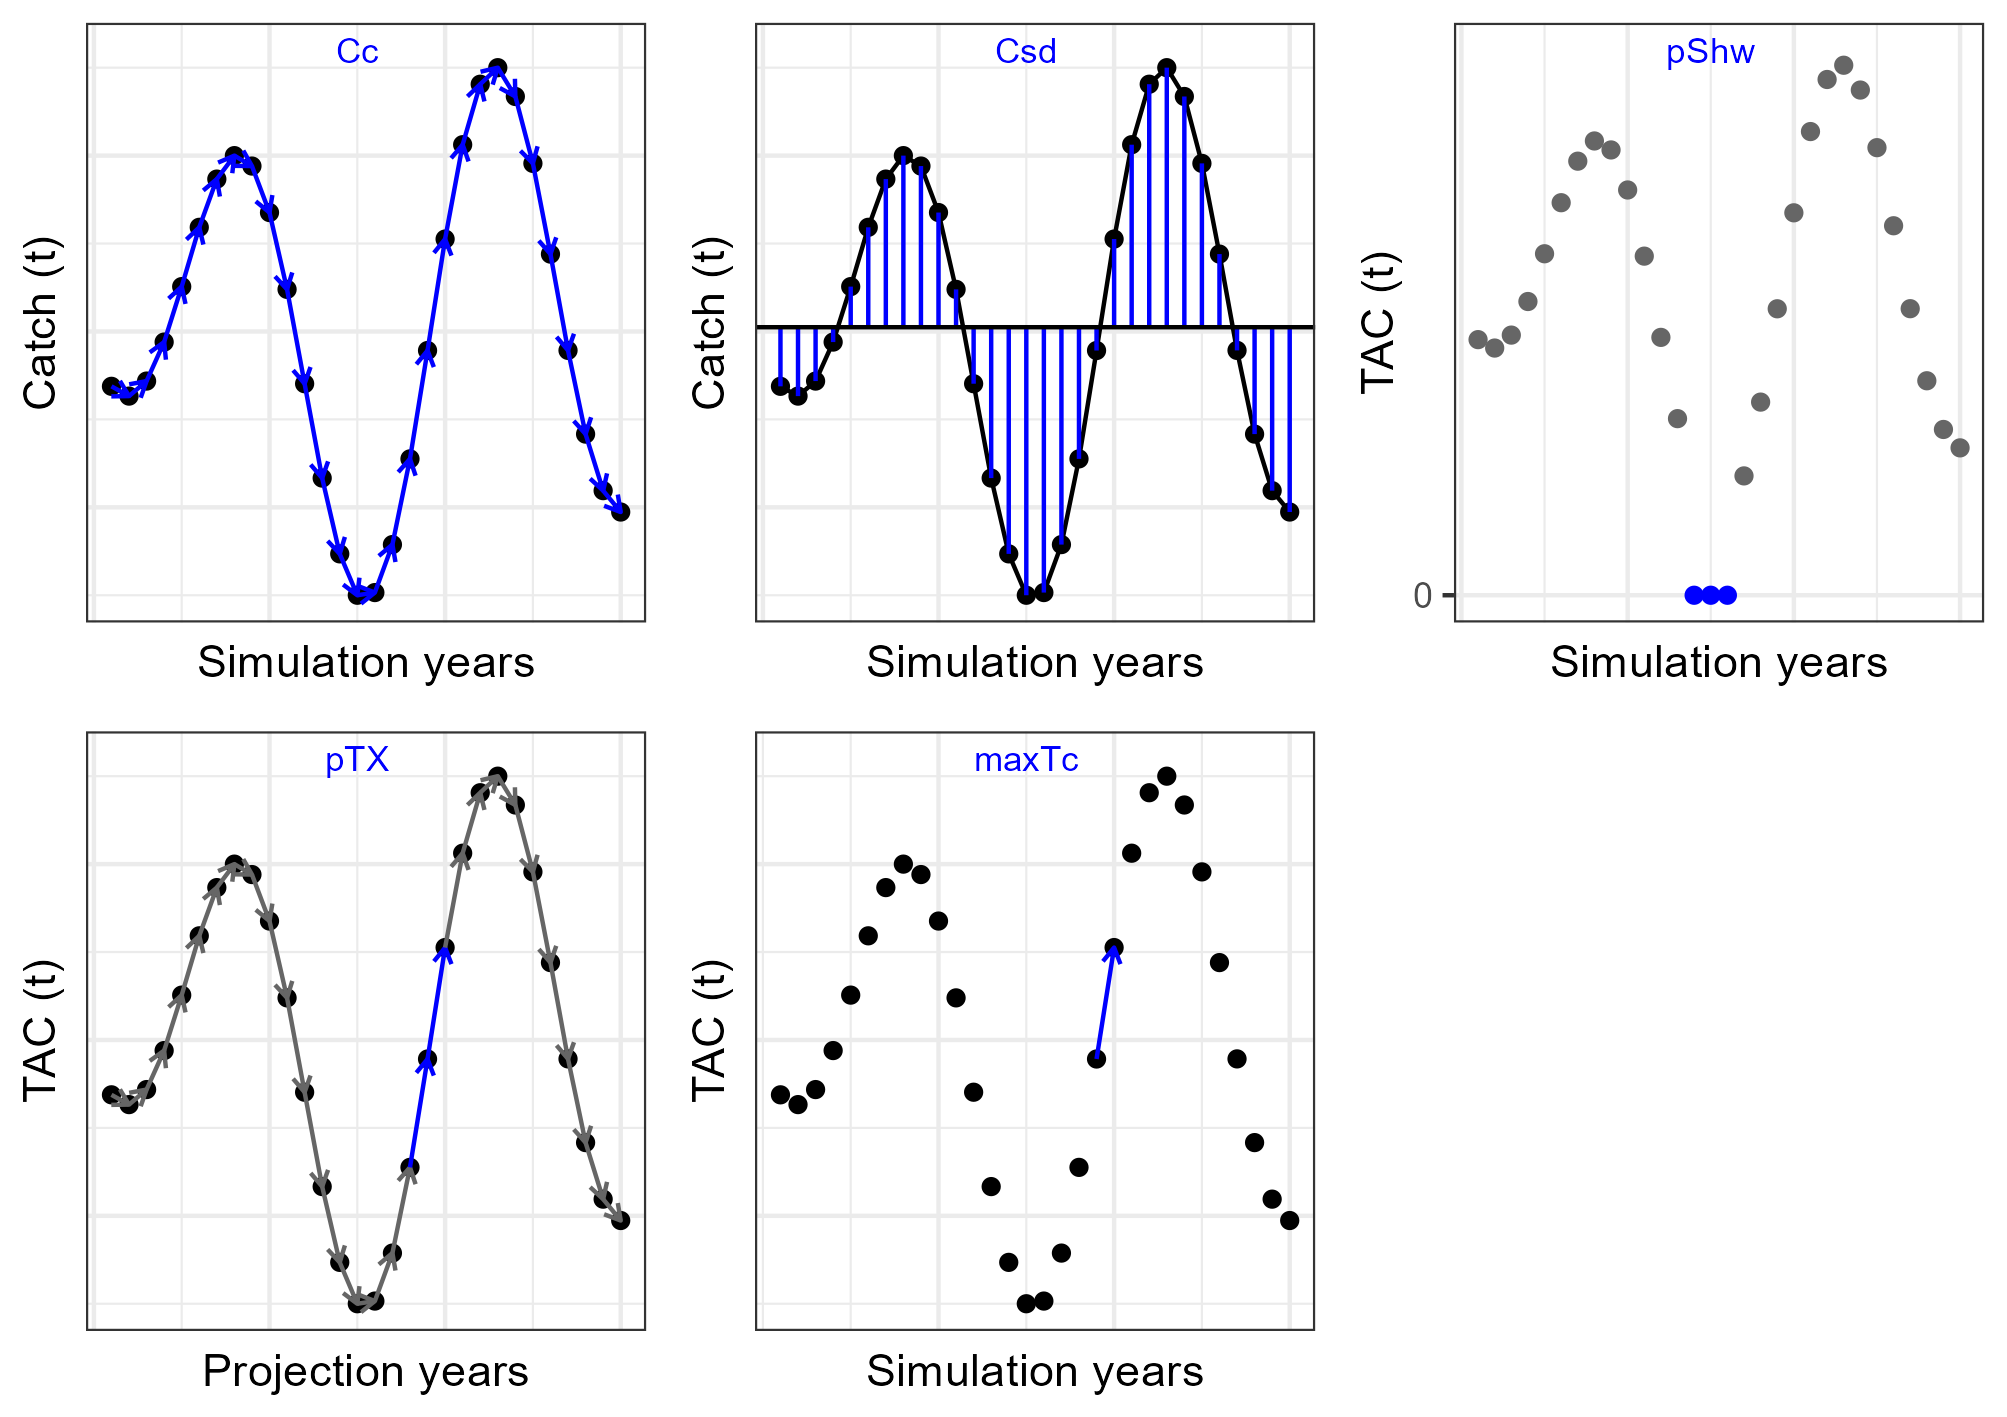 Cc
Catch (t)
Simulation years
Csd
Catch (t)
Simulation years
pShw
TAC (t)
0
Simulation years
pTX
TAC (t)
Projection years
maxTc
TAC (t)
Simulation years